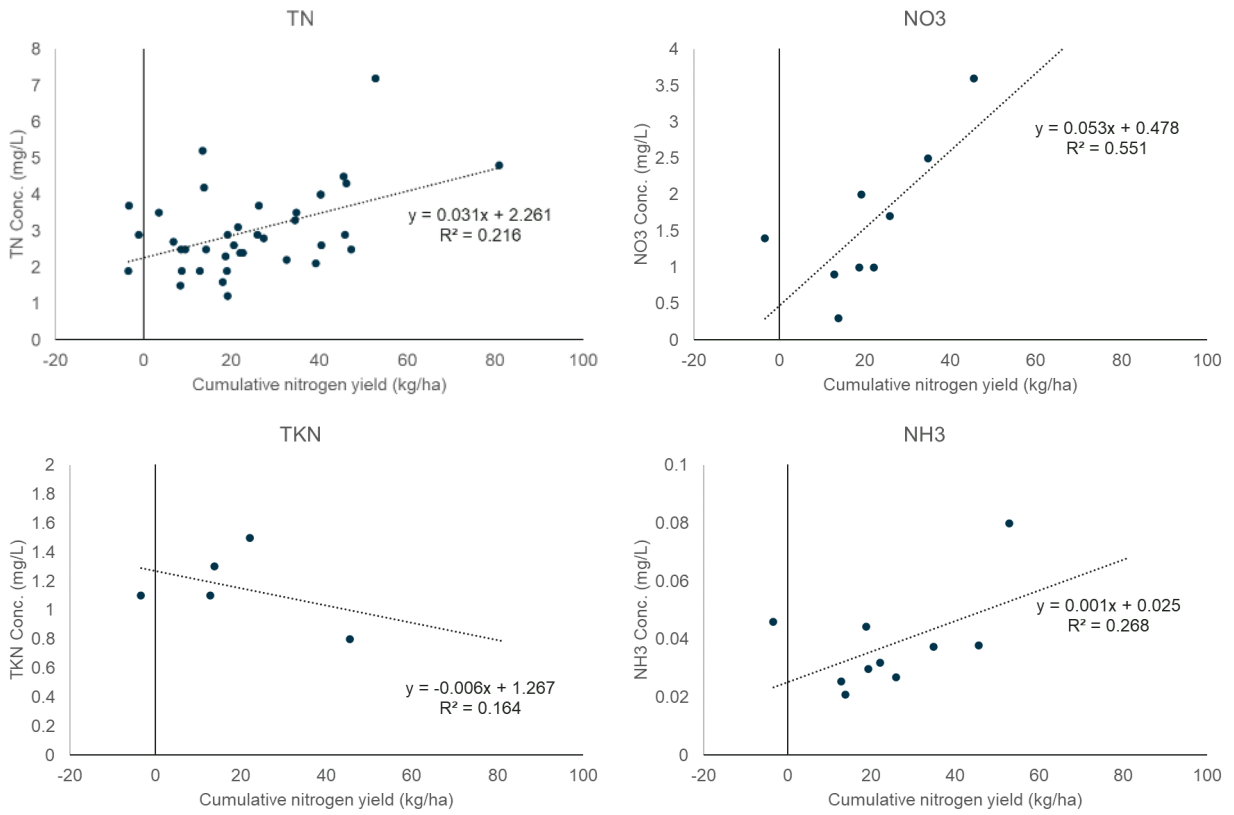 TN
8
7
6
5
4
3
2
1
0
-20 0 20 40 60 80 100
TN Conc. (mg/L)
Cumulative nitrogen yield (kg/ha)
y = 0.031x + 2.261
R² = 0.216
NO3
4
3.5
3
2.5
2
1.5
1
0.5
0
-20 0 20 40 60 80 100
NO3 Conc. (mg/L)
Cumulative nitrogen yield (kg/ha)
y = 0.053x + 0.478
R² = 0.551
TKN
2
1.8
1.6
1.4
1.2
1
0.8
0.6
0.4
0.2
0
-20 0 20 40 60 80 100
TKN Conc. (mg/L)
Cumulative nitrogen yield (kg/ha)
y = -0.006x + 1.267
R² = 0.164
NH3
0.1
0.08
0.06
0.04
0.02
0
-20 0 20 40 60 80 100
NH3 Conc. (mg/L)
Cumulative nitrogen yield (kg/ha)
y = 0.001x + 0.025
R² = 0.268